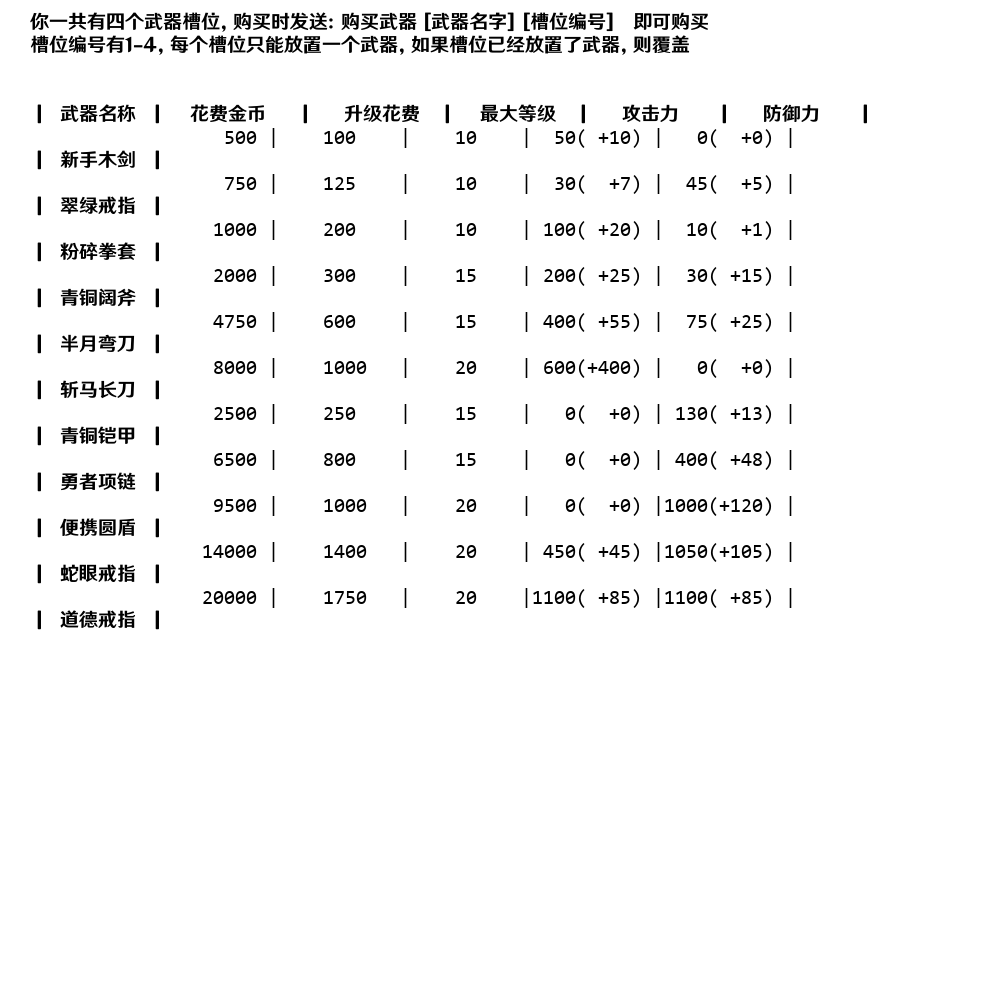 你一共有四个武器槽位, 购买时发送: 购买武器 [武器名字] [槽位编号]   即可购买
槽位编号有1-4, 每个槽位只能放置一个武器, 如果槽位已经放置了武器, 则覆盖
| 武器名称 | 花费金币 | 升级花费 | 最大等级 | 攻击力 | 防御力 |
500 | 100 | 10 | 50( +10) | 0( +0) |
| 新手木剑 |
750 | 125 | 10 | 30( +7) | 45( +5) |
| 翠绿戒指 |
1000 | 200 | 10 | 100( +20) | 10( +1) |
| 粉碎拳套 |
2000 | 300 | 15 | 200( +25) | 30( +15) |
| 青铜阔斧 |
4750 | 600 | 15 | 400( +55) | 75( +25) |
| 半月弯刀 |
8000 | 1000 | 20 | 600(+400) | 0( +0) |
| 斩马长刀 |
2500 | 250 | 15 | 0( +0) | 130( +13) |
| 青铜铠甲 |
6500 | 800 | 15 | 0( +0) | 400( +48) |
| 勇者项链 |
9500 | 1000 | 20 | 0( +0) |1000(+120) |
| 便携圆盾 |
14000 | 1400 | 20 | 450( +45) |1050(+105) |
| 蛇眼戒指 |
20000 | 1750 | 20 |1100( +85) |1100( +85) |
| 道德戒指 |